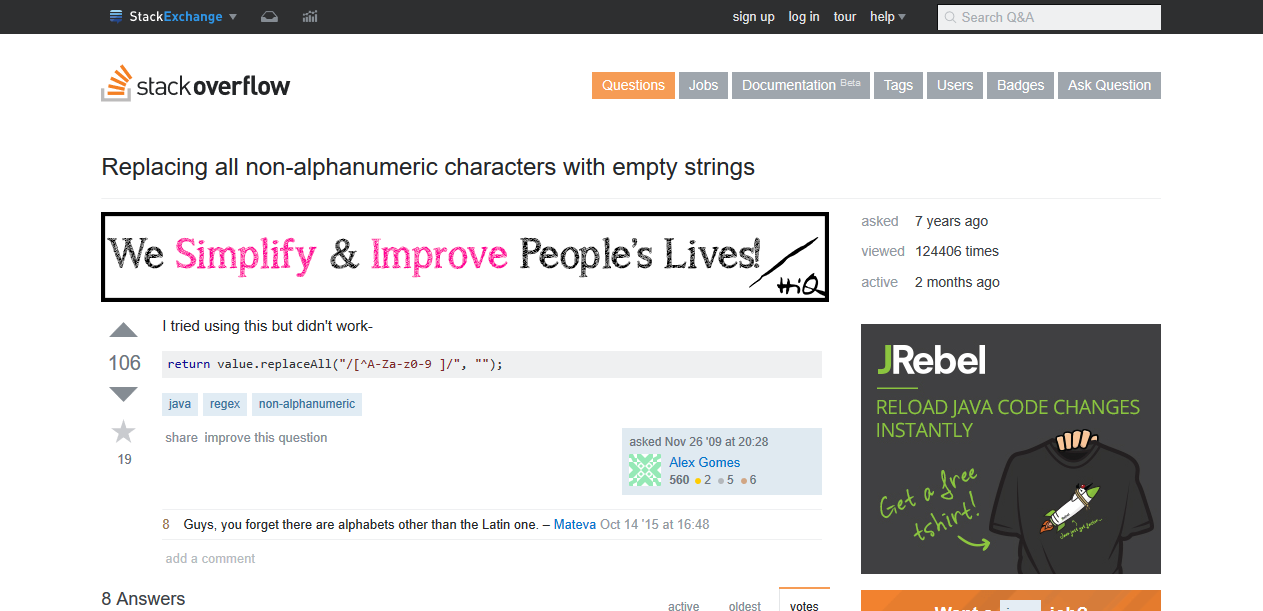 StackExchange
sign up log in tour help
Search Q&A
stackoverflow
Questions Jobs Documentation Beta Tags Users Badges Ask Question
Replacing all non-alphanumeric characters with empty strings
We Simplify & Improve People's Lives!
HiQ
asked 7 years ago
viewed 124406 times
active 2 months ago
106
I tried using this but didn't work-
return value.replaceAll("/[^A-Za-z0-9 ]/", "");
java regex non-alphanumeric
share improve this question
19
asked Nov 26 '09 at 20:28
Alex Gomes
560 2 5 6
8 Guys, you forget there are alphabets other than the Latin one. – Mateva Oct 14 '15 at 16:48
add a comment
8 Answers
active oldest votes
JRebel
RELOAD JAVA CODE CHANGES
INSTANTLY
Get a free
tshirt!